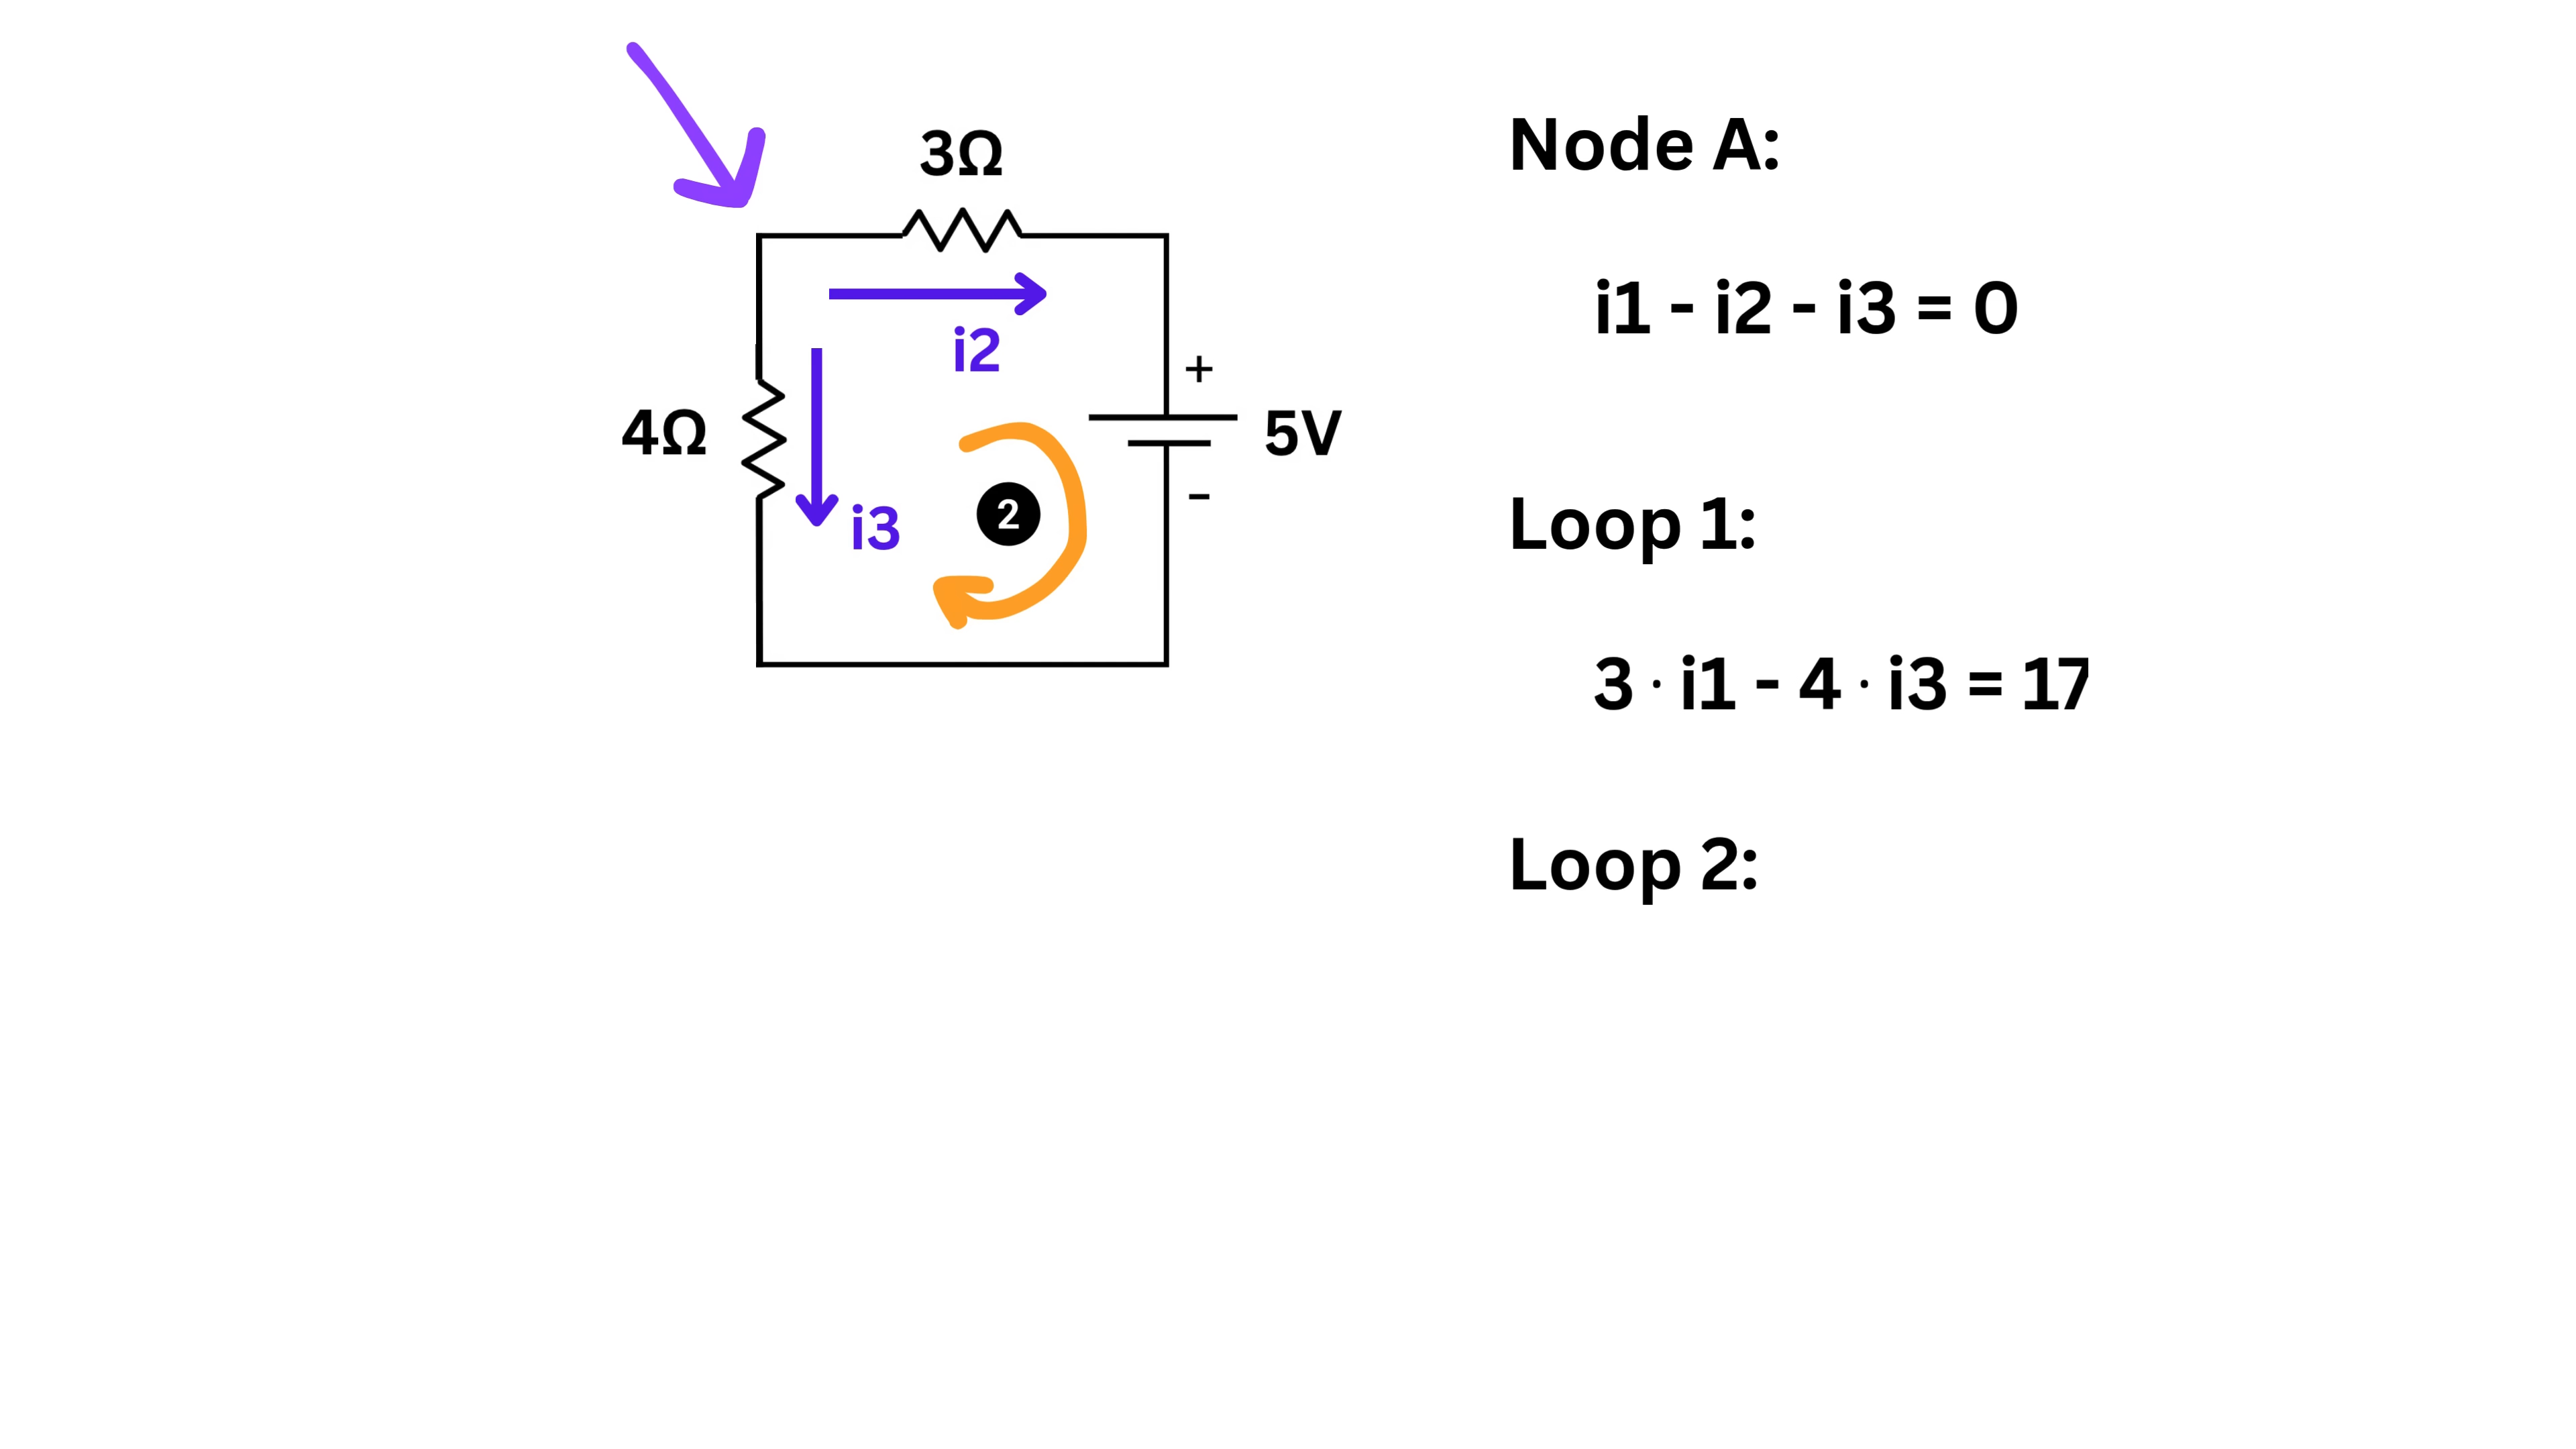 3Ω
Node A:
i1 - i2 - i3 = 0
i2
+
4Ω
5V
-
i3
2
Loop 1:
3 · i1 - 4 · i3 = 17
Loop 2: